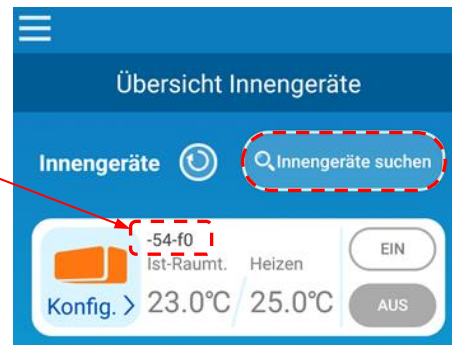 Übersicht Innengeräte
Innengeräte Innengeräte suchen
-54-f0
Ist-Raumt. Heizen EIN
Konfig. > 23.0°C 25.0°C AUS